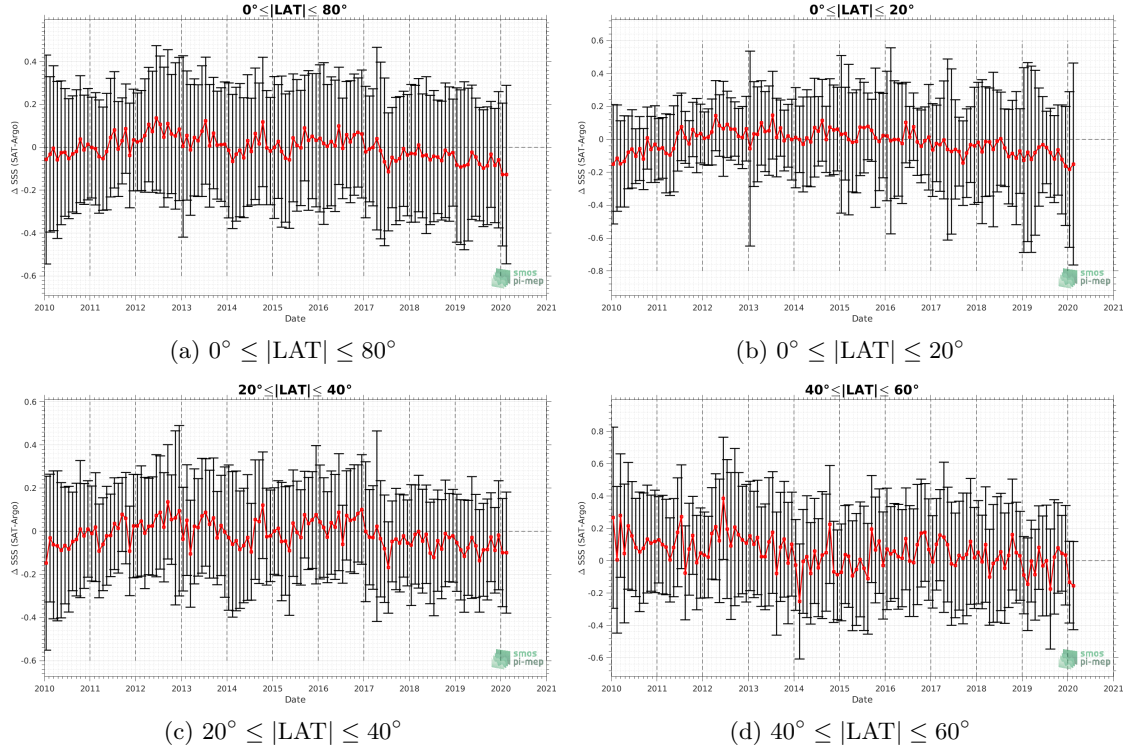 0°≤|LAT|≤ 80°
0.4
0.2
0
-0.2
-0.4
-0.6
Δ SSS (SAT-Argo)
2010 2011 2012 2013 2014 2015 2016 2017 2018 2019 2020 2021
Date
smos
pi-mep
(a) 0° ≤ |LAT| ≤ 80°
0°≤|LAT|≤ 20°
0.6
0.4
0.2
0
-0.2
-0.4
-0.6
-0.8
Δ SSS (SAT-Argo)
2010 2011 2012 2013 2014 2015 2016 2017 2018 2019 2020 2021
Date
smos
pi-mep
(b) 0° ≤ |LAT| ≤ 20°
20°≤|LAT|≤ 40°
0.6
0.4
0.2
0
-0.2
-0.4
-0.6
Δ SSS (SAT-Argo)
2010 2011 2012 2013 2014 2015 2016 2017 2018 2019 2020 2021
Date
smos
pi-mep
(c) 20° ≤ |LAT| ≤ 40°
40°≤|LAT|≤ 60°
0.8
0.6
0.4
0.2
0
-0.2
-0.4
-0.6
Δ SSS (SAT-Argo)
2010 2011 2012 2013 2014 2015 2016 2017 2018 2019 2020 2021
Date
smos
pi-mep
(d) 40° ≤ |LAT| ≤ 60°